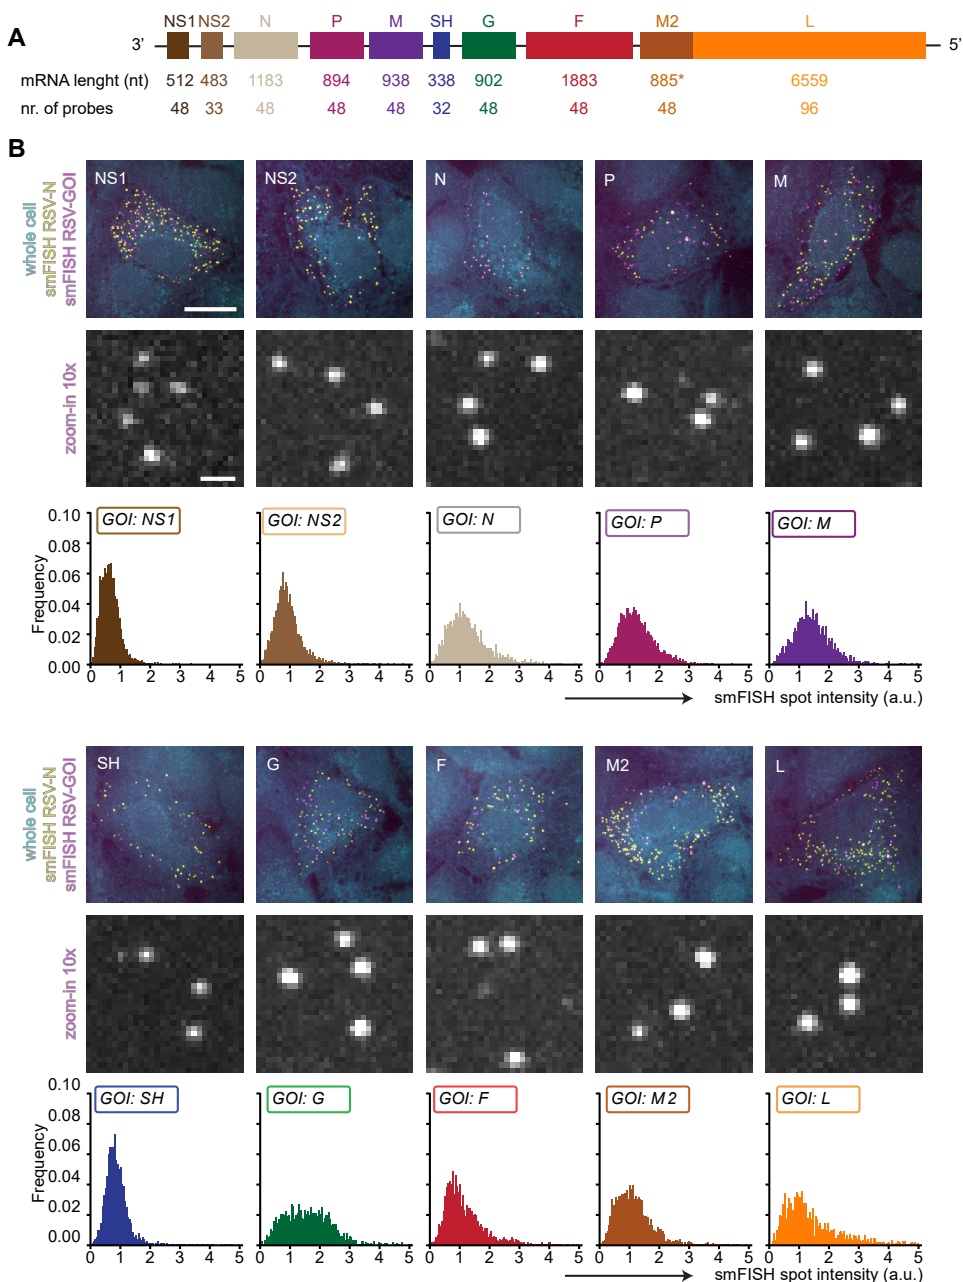 A
NS1 NS2 N P M SH G F M2 L
3’ 5’
mRNA lenght (nt) 512 483 1183 894 938 338 902 1883 885* 6559
nr. of probes 48 33 48 48 48 32 48 48 48 96
B
whole cell
smFISH RSV-N
smFISH RSV-GOI
NS1 NS2 N P M
zoom-in 10x
Frequency
0.10
0.08
0.06
0.04
0.02
0.00
GOI: NS1 GOI: NS2 GOI: N GOI: P GOI: M
0 1 2 3 4 5 0 1 2 3 4 5 0 1 2 3 4 5 0 1 2 3 4 5 0 1 2 3 4 5
smFISH spot intensity (a.u.)
whole cell
smFISH RSV-N
smFISH RSV-GOI
SH G F M2 L
zoom-in 10x
Frequency
0.10
0.08
0.06
0.04
0.02
0.00
GOI: SH GOI: G GOI: F GOI: M2 GOI: L
0 1 2 3 4 5 0 1 2 3 4 5 0 1 2 3 4 5 0 1 2 3 4 5 0 1 2 3 4 5
smFISH spot intensity (a.u.)